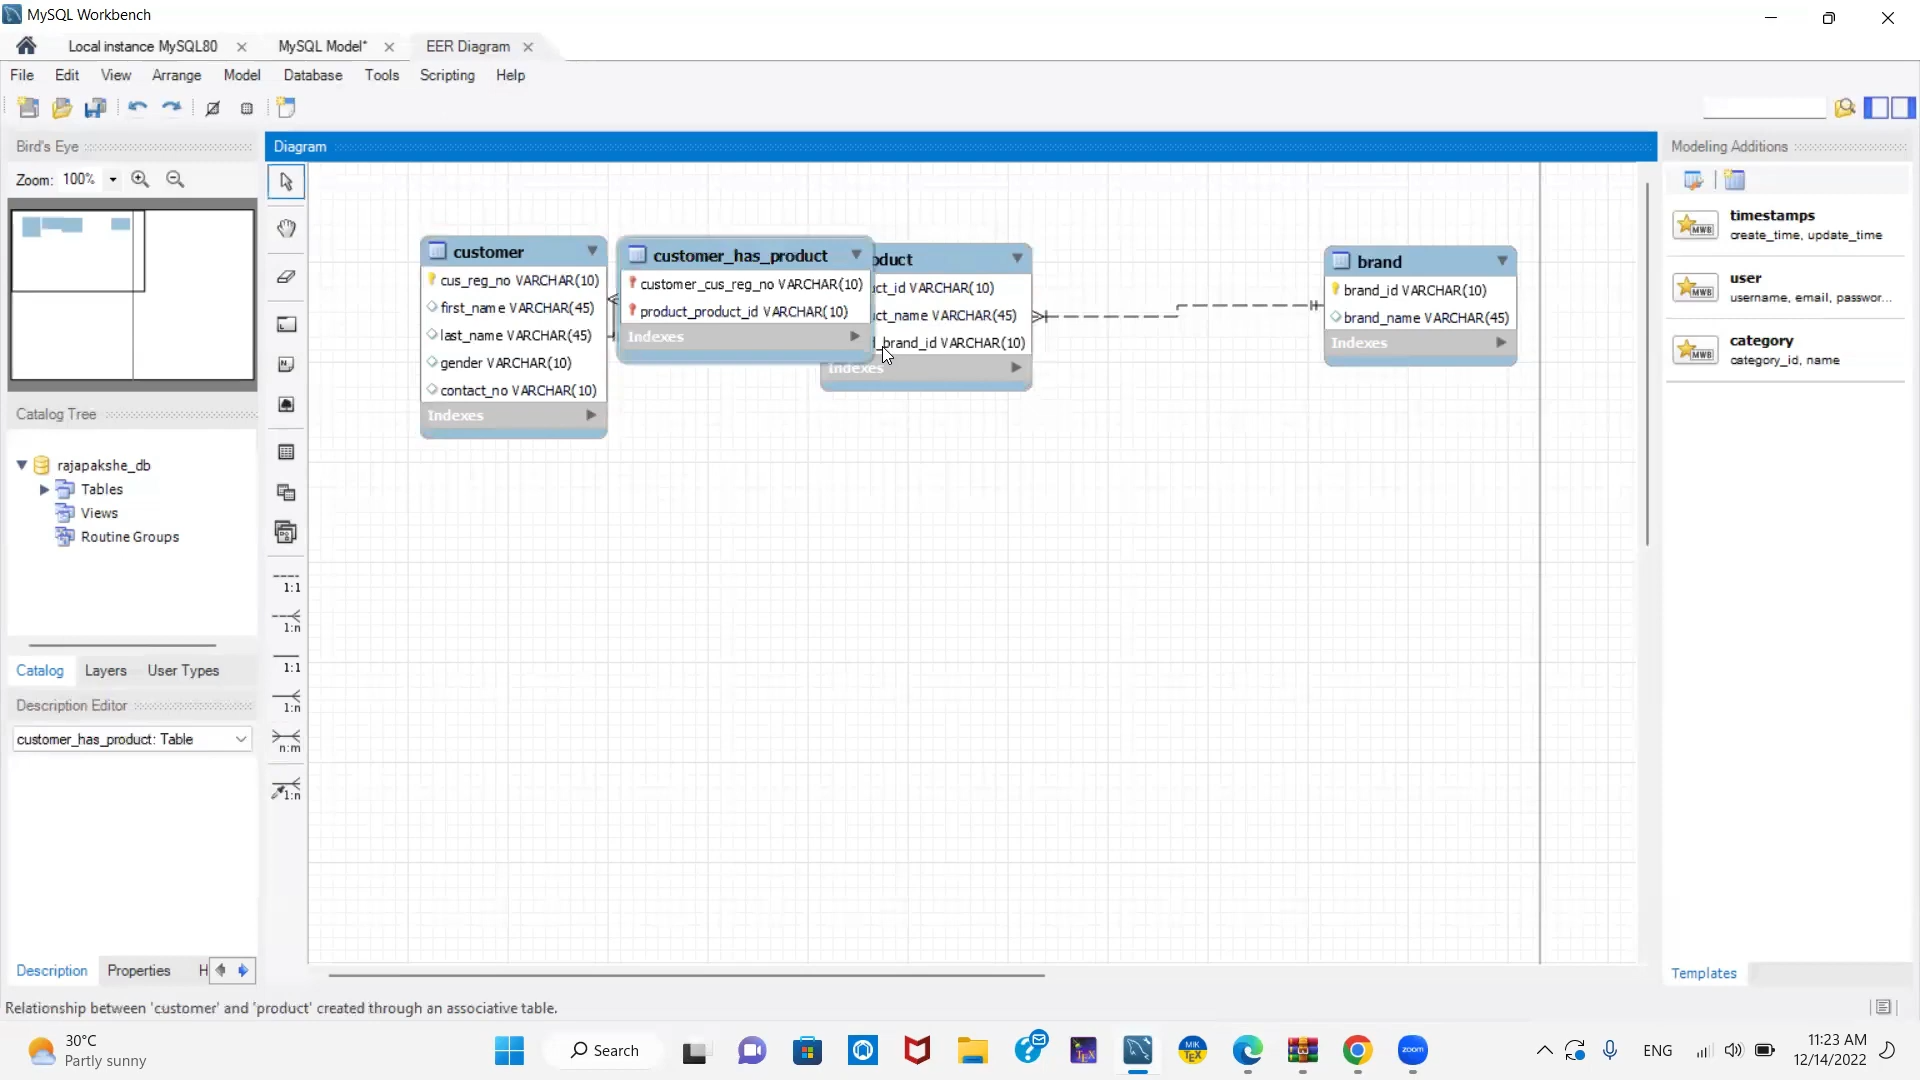 MySQL Workbench
Local instance MySQL80
MySQL Model*
EER Diagram
File Edit View Arrange Model Database Tools Scripting Help
Bird's Eye
Zoom: 100%
Diagram
Modeling Additions
timestamps
create_time, update_time
user
username, email, passwor...
category
category_id, name
customer
cus_reg_no VARCHAR(10)
first_name VARCHAR(45)
last_name VARCHAR(45)
gender VARCHAR(10)
contact_no VARCHAR(10)
Indexes
customer_has_product
customer_cus_reg_no VARCHAR(10)
product_product_id VARCHAR(10)
Indexes
oduct
uct_id VARCHAR(10)
uct_name VARCHAR(45)
_brand_id VARCHAR(10)
Indexes
brand
brand_id VARCHAR(10)
brand_name VARCHAR(45)
Indexes
Catalog Tree
rajapakshe_db
Tables
Views
Routine Groups
1:1
1:n
1:1
1:n
n:m
1:n
Catalog Layers User Types
Description Editor
customer_has_product: Table
Description Properties H
Templates
Relationship between 'customer' and 'product' created through an associative table.
30°C
Partly sunny
Search
zoom
ENG
11:23 AM
12/14/2022